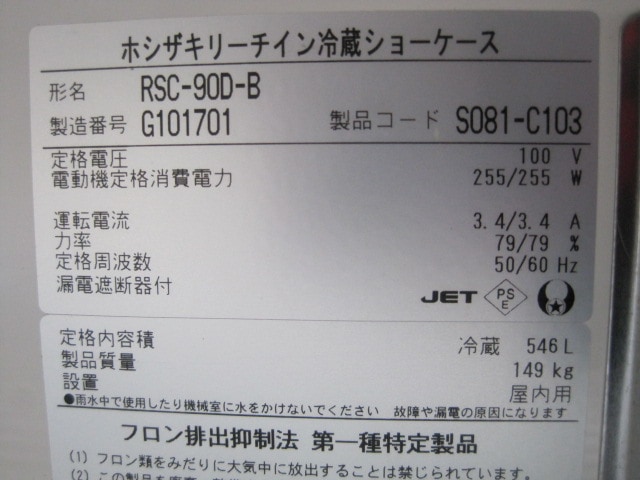 ホシザキリーチイン冷蔵ショーケース
形名 RSC-90D-B
製造番号 G101701 製品コード S081-C103
定格電圧 100 V
電動機定格消費電力 255/255 W
運転電流 3.4/3.4 A
力率 79/79 %
定格周波数 50/60 Hz
漏電遮断器付 JET PSE
定格内容積 冷蔵 546 L
製品質量 149 kg
設置 屋内用
●雨水中で使用したり機械室に水をかけないでください 故障や漏電の原因になります
フロン排出抑制法 第一種特定製品
(1) フロン類をみだりに大気中に放出することは禁じられています。
(2) この製品を廃棄